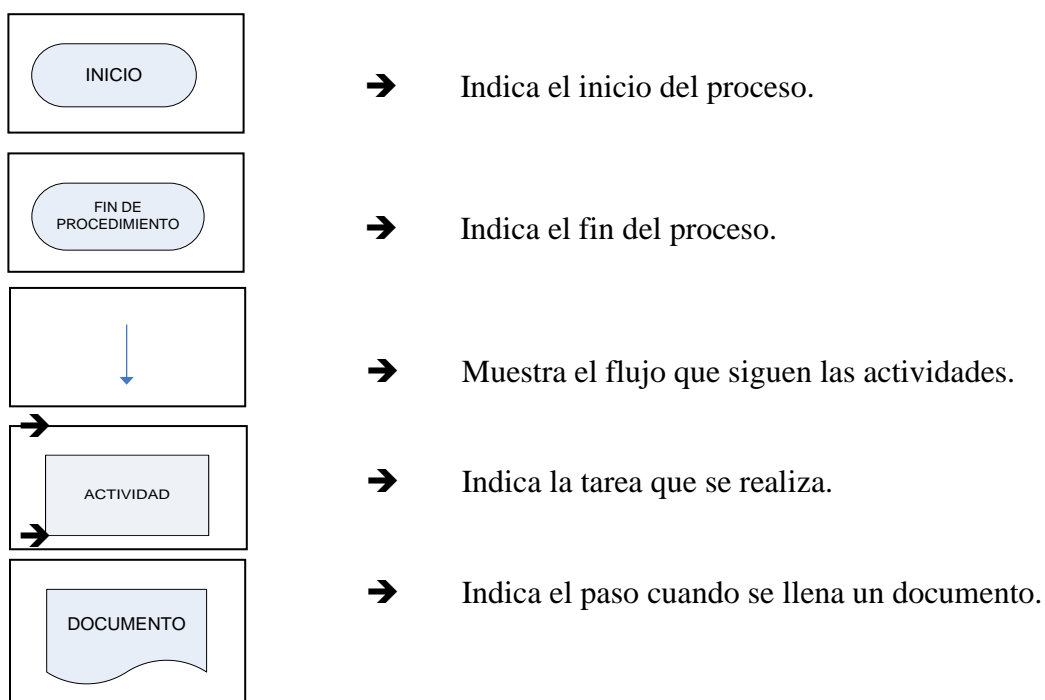 INICIO
➔ Indica el inicio del proceso.
FIN DE
PROCEDIMIENTO
➔ Indica el fin del proceso.
➔ Muestra el flujo que siguen las actividades.
➔
ACTIVIDAD
➔ Indica la tarea que se realiza.
➔
DOCUMENTO
➔ Indica el paso cuando se llena un documento.